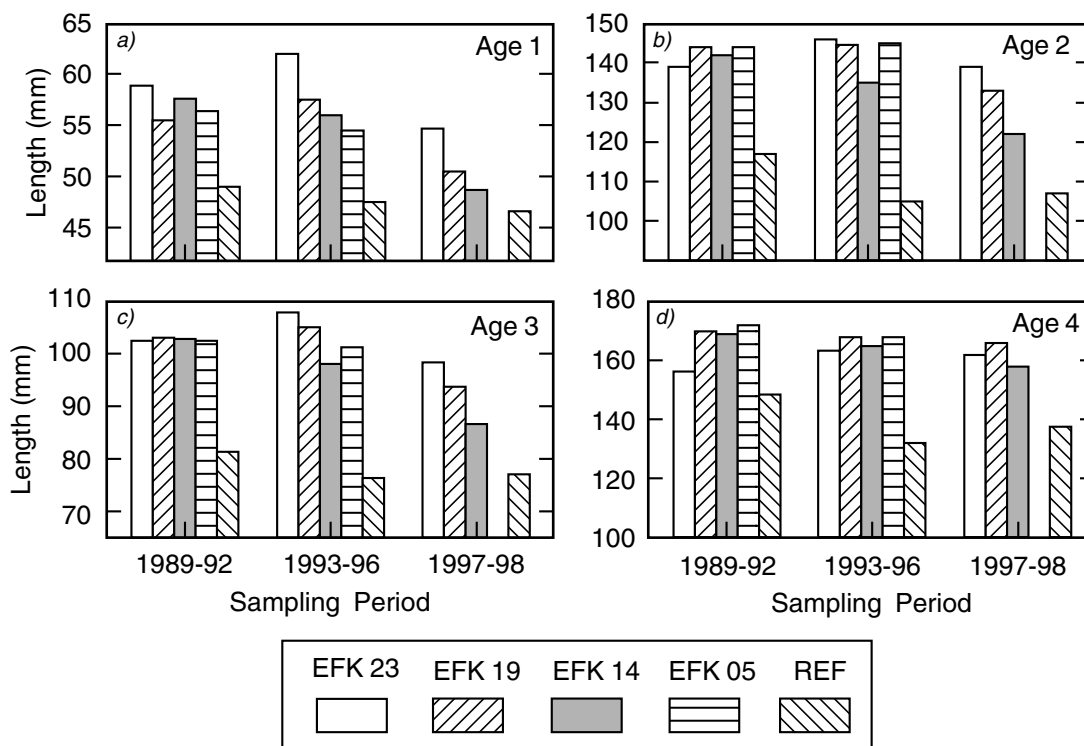 a) Age 1
Length (mm)
65
60
55
50
45
b) Age 2
150
140
130
120
110
100
c) Age 3
Length (mm)
110
100
90
80
70
1989-92 1993-96 1997-98
Sampling Period
d) Age 4
180
160
140
120
100
1989-92 1993-96 1997-98
Sampling Period
EFK 23 EFK 19 EFK 14 EFK 05 REF